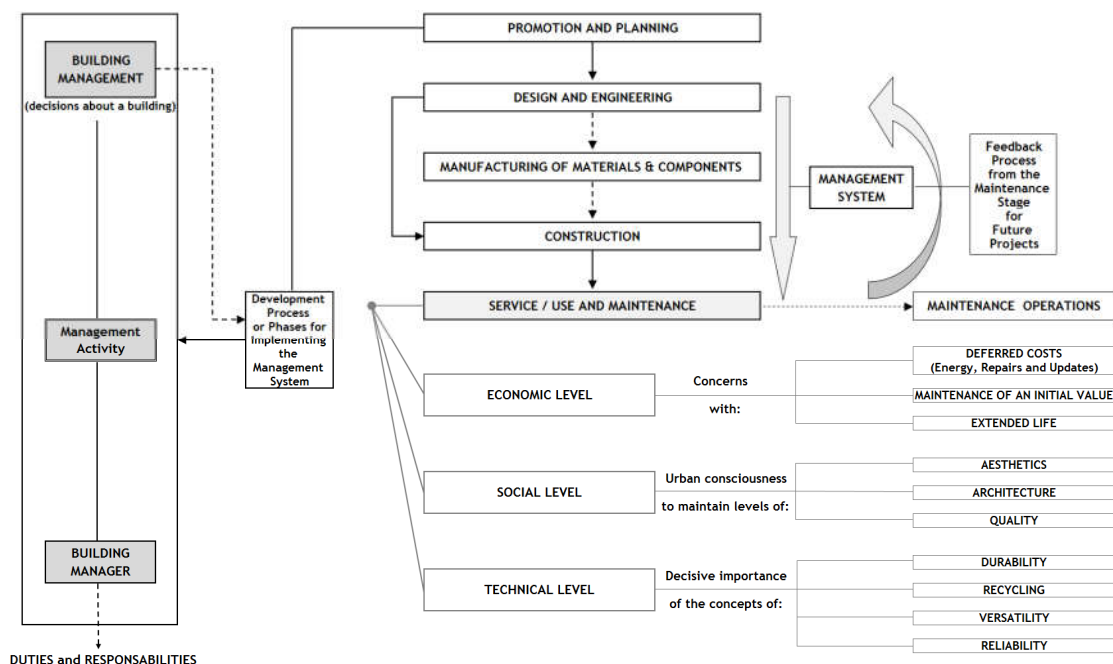 BUILDING
MANAGEMENT
(decisions about a building)
Management
Activity
BUILDING
MANAGER
DUTIES and RESPONSABILITIES
Development
Process
or Phases for
Implementing
the
Management
System
PROMOTION AND PLANNING
DESIGN AND ENGINEERING
MANUFACTURING OF MATERIALS & COMPONENTS
CONSTRUCTION
SERVICE / USE AND MAINTENANCE
MANAGEMENT
SYSTEM
Feedback
Process
from the
Maintenance
Stage
for
Future
Projects
MAINTENANCE OPERATIONS
ECONOMIC LEVEL
Concerns
with:
DEFERRED COSTS
(Energy, Repairs and Updates)
MAINTENANCE OF AN INITIAL VALUE
EXTENDED LIFE
SOCIAL LEVEL
Urban consciousness
to maintain levels of:
AESTHETICS
ARCHITECTURE
QUALITY
TECHNICAL LEVEL
Decisive importance
of the concepts of:
DURABILITY
RECYCLING
VERSATILITY
RELIABILITY